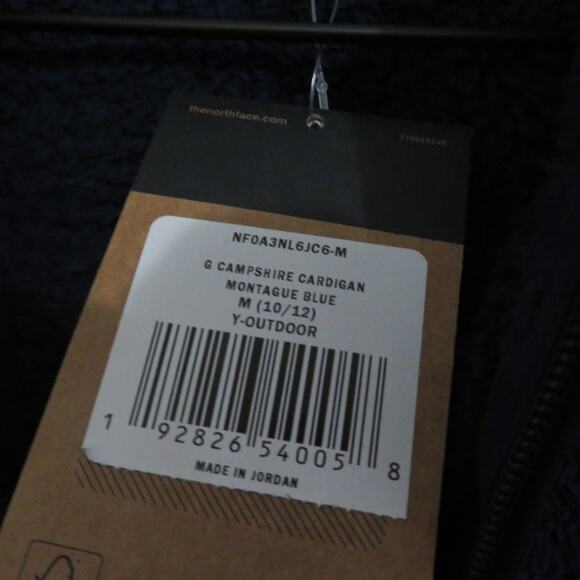 thenorthface.com
NF0A3NL6JC6-M
G CAMPSHIRE CARDIGAN
MONTAGUE BLUE
M (10/12)
Y-OUTDOOR
1 92826 54005 8
MADE IN JORDAN